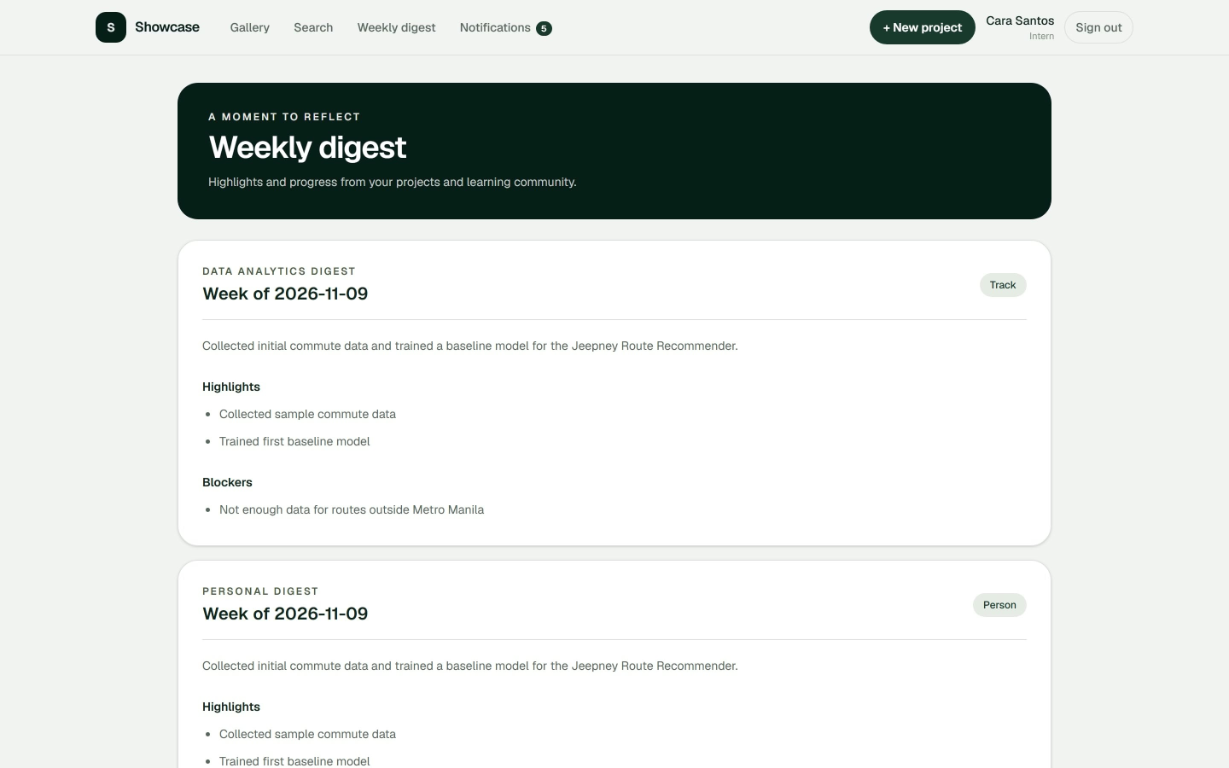 S Showcase Gallery Search Weekly digest Notifications 5 + New project Cara Santos Sign out
Intern
A MOMENT TO REFLECT
Weekly digest
Highlights and progress from your projects and learning community.
DATA ANALYTICS DIGEST
Week of 2026-11-09
Track
Collected initial commute data and trained a baseline model for the Jeepney Route Recommender.
Highlights
• Collected sample commute data
• Trained first baseline model
Blockers
• Not enough data for routes outside Metro Manila
PERSONAL DIGEST
Week of 2026-11-09
Person
Collected initial commute data and trained a baseline model for the Jeepney Route Recommender.
Highlights
• Collected sample commute data
• Trained first baseline model